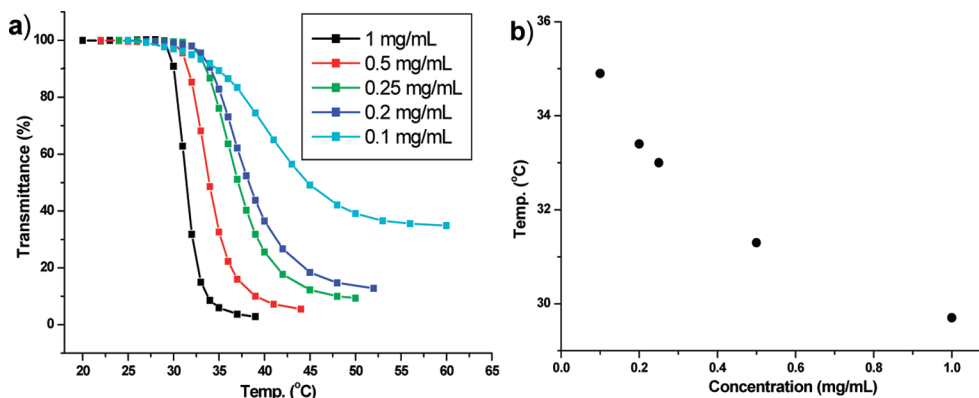 a)
1 mg/mL
0.5 mg/mL
0.25 mg/mL
0.2 mg/mL
0.1 mg/mL
Transmittance (%)
100
80
60
40
20
0
20 25 30 35 40 45 50 55 60 65
Temp. (°C)
b)
Temp. (°C)
36
34
32
30
0.0 0.2 0.4 0.6 0.8 1.0
Concentration (mg/mL)